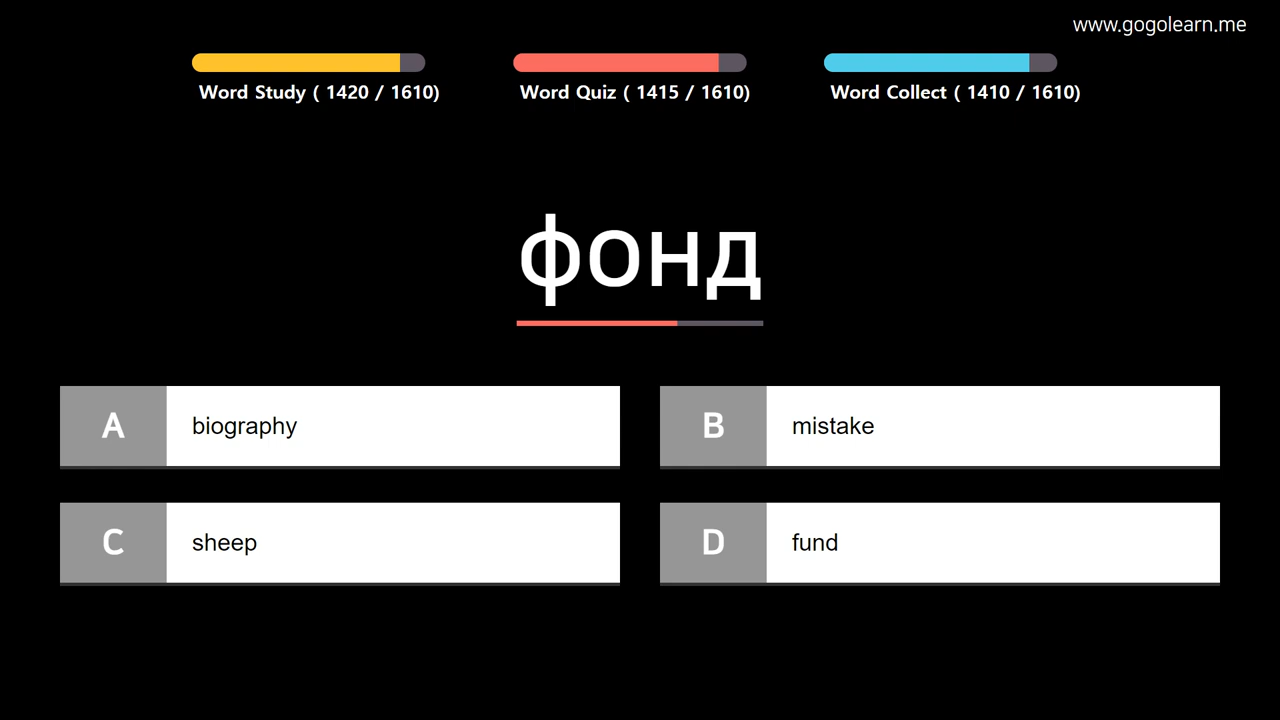 www.gogolearn.me
Word Study ( 1420 / 1610)
Word Quiz ( 1415 / 1610)
Word Collect ( 1410 / 1610)
фонд
A biography
B mistake
C sheep
D fund